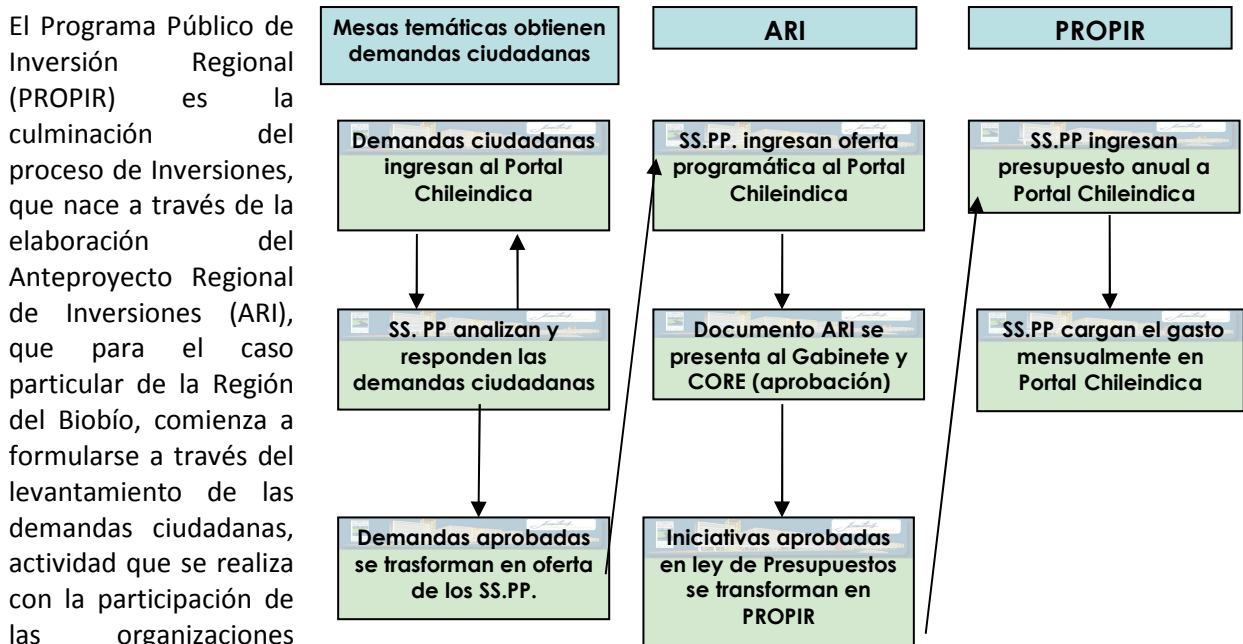 El Programa Público de
Inversión Regional
(PROPIR) es la
culminación del
proceso de Inversiones,
que nace a través de la
elaboración del
Anteproyecto Regional
de Inversiones (ARI),
que para el caso
particular de la Región
del Biobío, comienza a
formularse a través del
levantamiento de las
demandas ciudadanas,
actividad que se realiza
con la participación de
las organizaciones
Mesas temáticas obtienen
demandas ciudadanas
Demandas ciudadanas
ingresan al Portal
Chileindica
SS. PP analizan y
responden las
demandas ciudadanas
Demandas aprobadas
se trasforman en oferta
de los SS.PP.
ARI
SS.PP. ingresan oferta
programática al Portal
Chileindica
Documento ARI se
presenta al Gabinete y
CORE (aprobación)
Iniciativas aprobadas
en ley de Presupuestos
se transforman en
PROPIR
PROPIR
SS.PP ingresan
presupuesto anual a
Portal Chileindica
SS.PP cargan el gasto
mensualmente en
Portal Chileindica